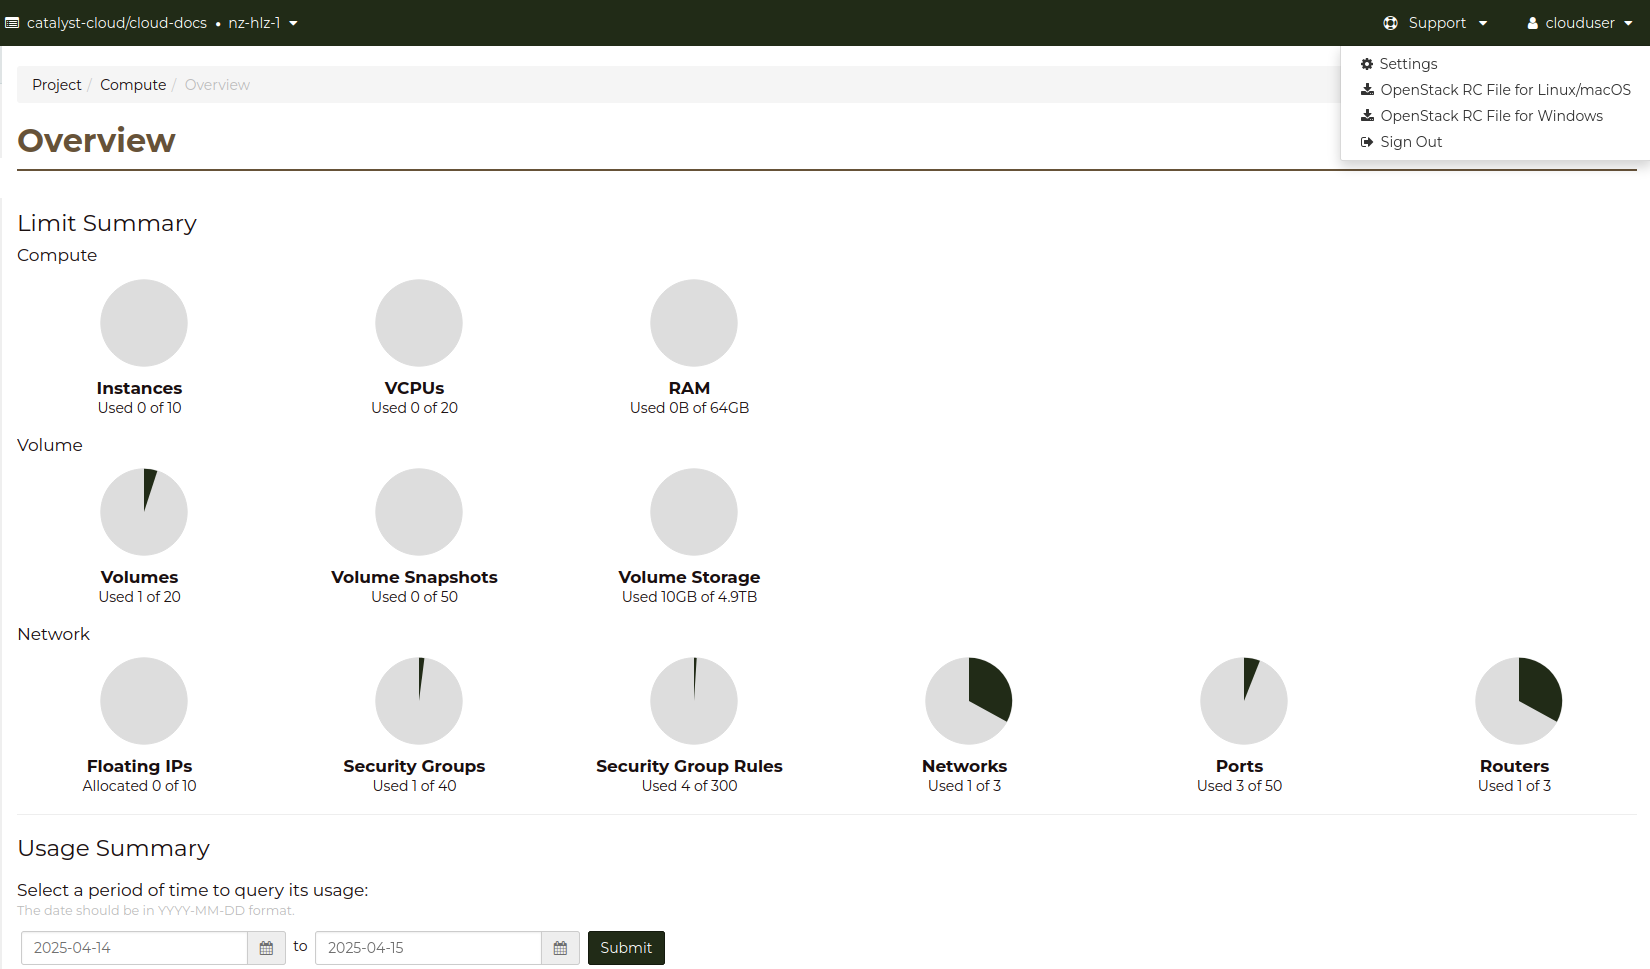 catalyst-cloud/cloud-docs • nz-hlz-1
Support
clouduser
Settings
OpenStack RC File for Linux/macOS
OpenStack RC File for Windows
Sign Out
Project / Compute / Overview
Overview
Limit Summary
Compute
Instances
Used 0 of 10
VCPUs
Used 0 of 20
RAM
Used 0B of 64GB
Volume
Volumes
Used 1 of 20
Volume Snapshots
Used 0 of 50
Volume Storage
Used 10GB of 4.9TB
Network
Floating IPs
Allocated 0 of 10
Security Groups
Used 1 of 40
Security Group Rules
Used 4 of 300
Networks
Used 1 of 3
Ports
Used 3 of 50
Routers
Used 1 of 3
Usage Summary
Select a period of time to query its usage:
The date should be in YYYY-MM-DD format.
2025-04-14 to 2025-04-15 Submit